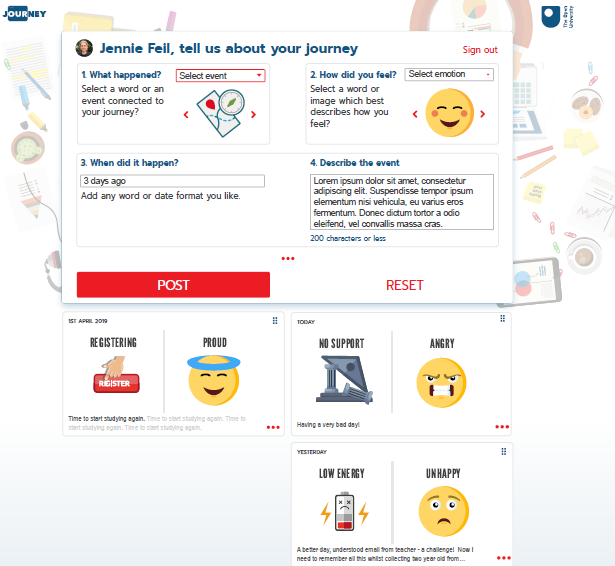 JOURNEY
The Open
University
Jennie Feil, tell us about your journey
Sign out
1. What happened?
Select event
Select a word or an
event connected to
your journey?
2. How did you feel?
Select emotion
Select a word or
image which best
describes how you
feel?
3. When did it happen?
3 days ago
Add any word or date format you like.
4. Describe the event
Lorem ipsum dolor sit amet, consectetur
adipiscing elit. Suspendisse tempor ipsum
elementum nisi vehicula, eu varius eros
fermentum. Donec dictum tortor a odio
eleifend, vel convallis massa cras.
200 characters or less
POST
RESET
1ST APRIL 2019
REGISTERING
PROUD
REGISTER
Time to start studying again. Time to start studying again. Time to
start studying again. Time to start studying again.
TODAY
NO SUPPORT
ANGRY
Having a very bad day!
YESTERDAY
LOW ENERGY
UNHAPPY
A better day, understood email from teacher - a challenge! Now I
need to remember all this whilst collecting two year old from...